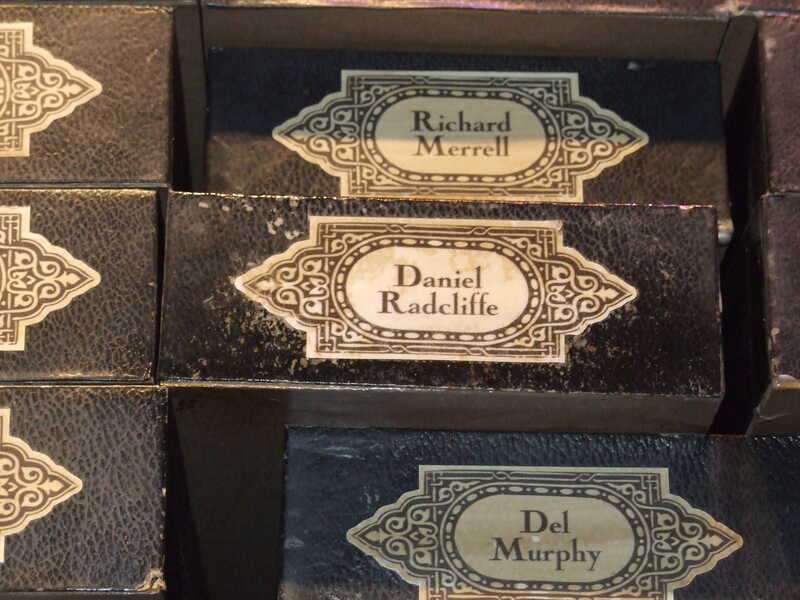 Richard
Merrell
Daniel
Radcliffe
Del
Murphy